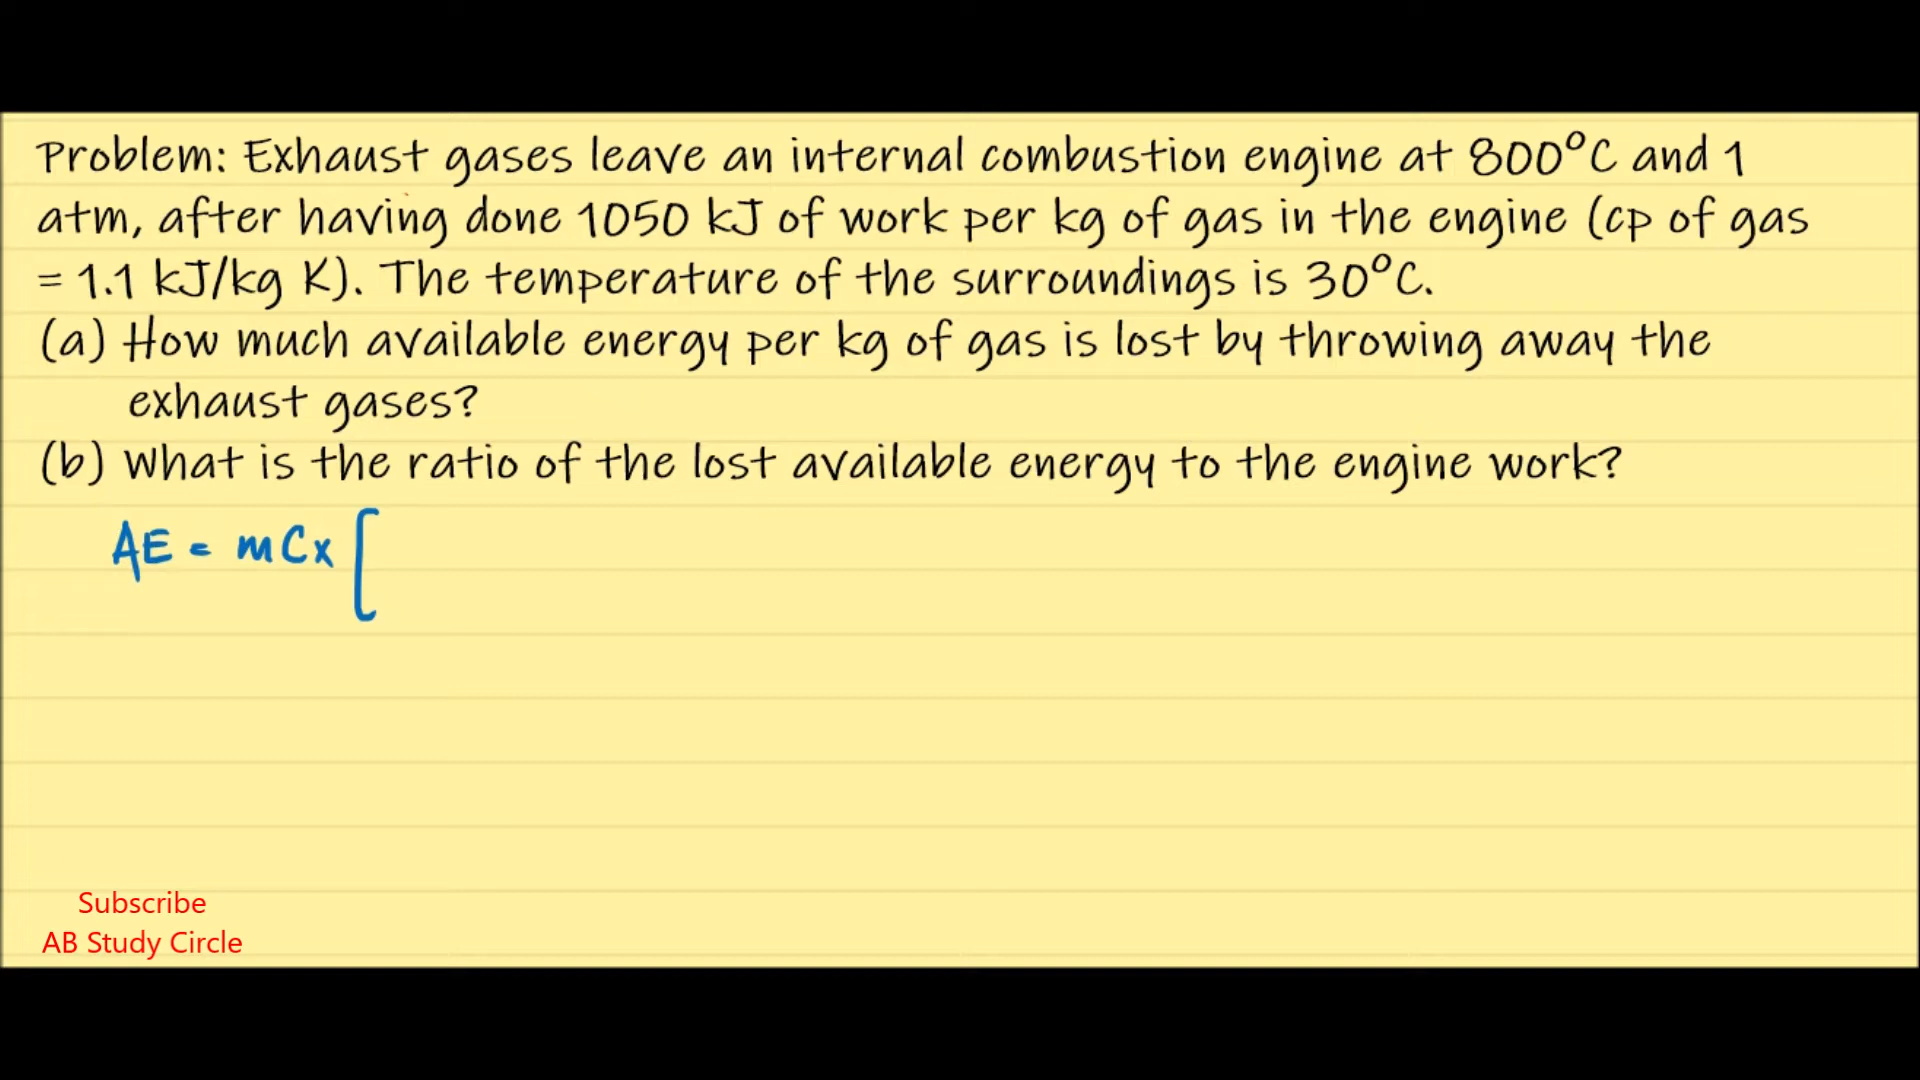 Problem: Exhaust gases leave an internal combustion engine at 800°C and 1
atm, after having done 1050 kJ of work per kg of gas in the engine (cp of gas
= 1.1 kJ/kg K). The temperature of the surroundings is 30°C.
(a) How much available energy per kg of gas is lost by throwing away the
exhaust gases?
(b) What is the ratio of the lost available energy to the engine work?
AE = mCx [
Subscribe
AB Study Circle